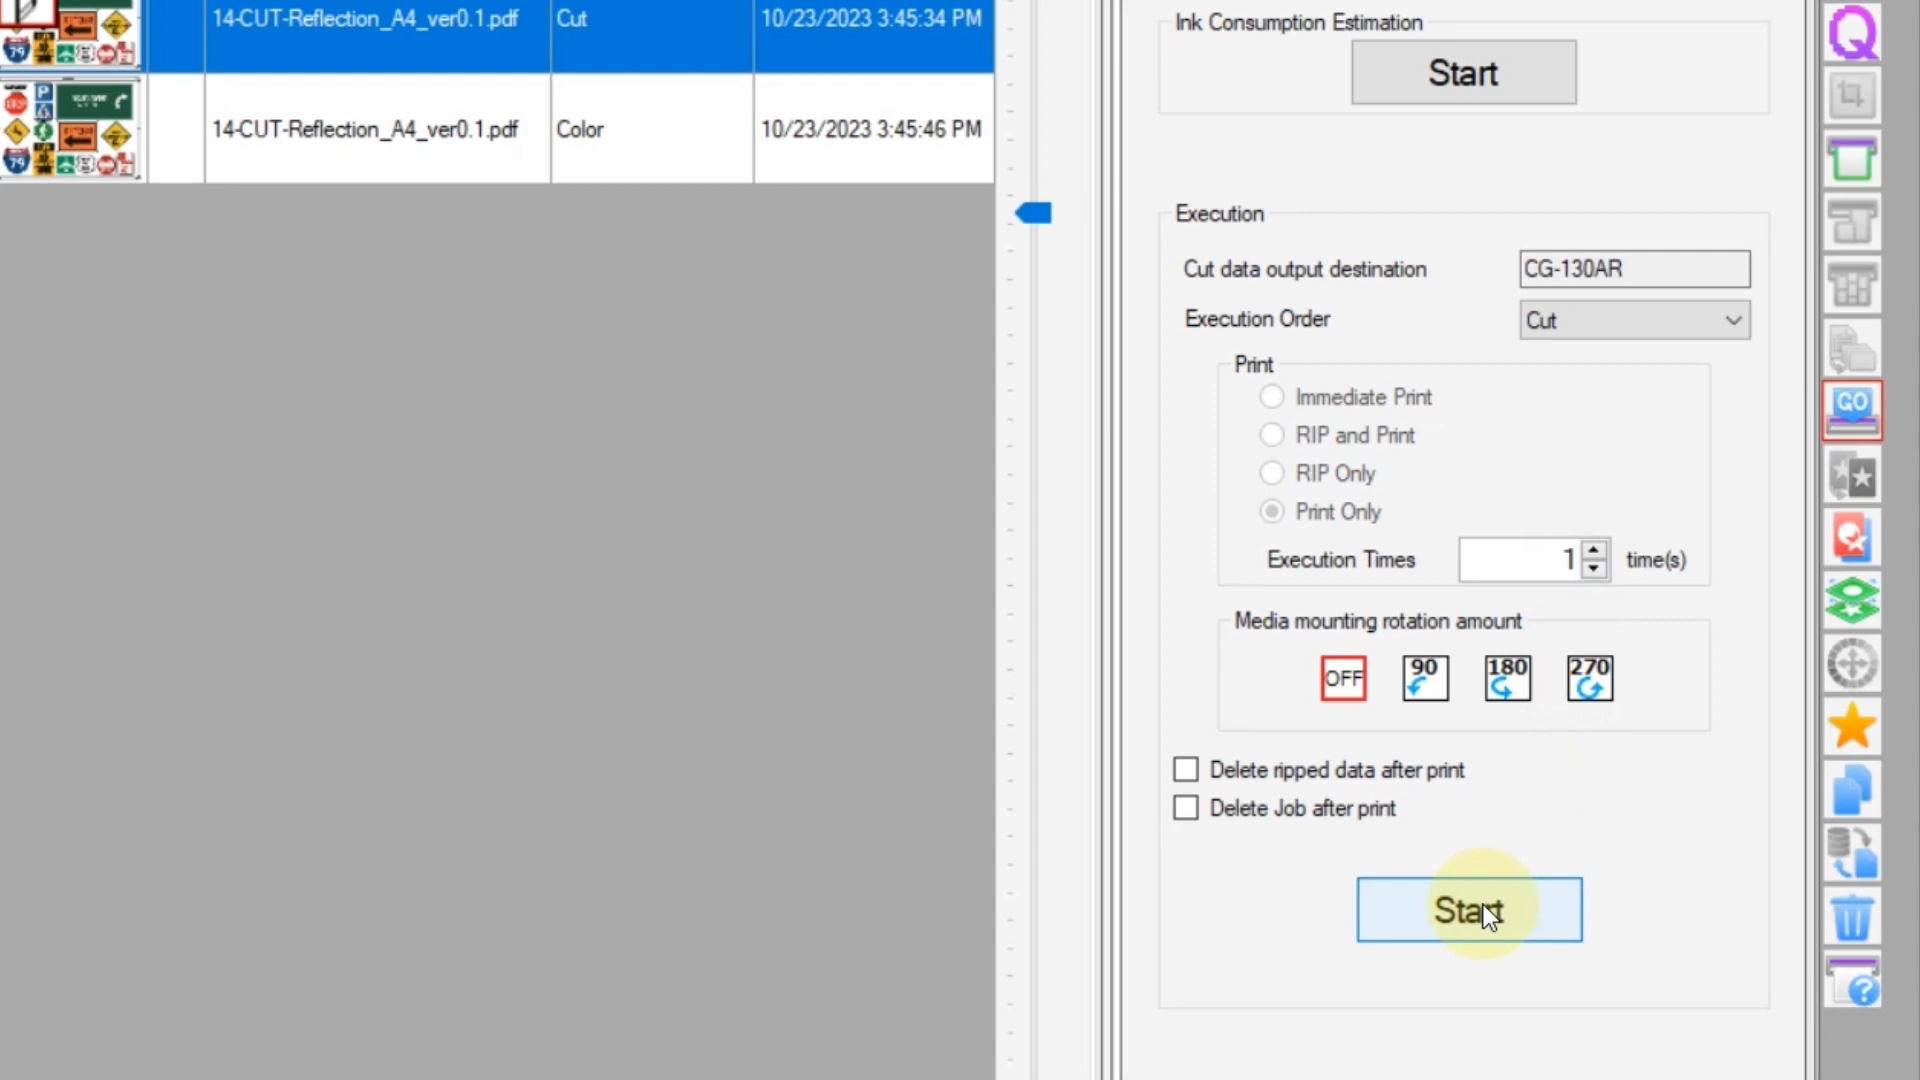 14-CUT-Reflection_A4_ver0.1.pdf Cut 10/23/2023 3:45:34 PM
14-CUT-Reflection_A4_ver0.1.pdf Color 10/23/2023 3:45:46 PM
79
STOP
P
79
Ink Consumption Estimation
Start
Execution
Cut data output destination CG-130AR
Execution Order Cut
Print
Immediate Print
RIP and Print
RIP Only
Print Only
Execution Times 1 time(s)
Media mounting rotation amount
OFF 90 180 270
Delete ripped data after print
Delete Job after print
Start
Q
GO
?